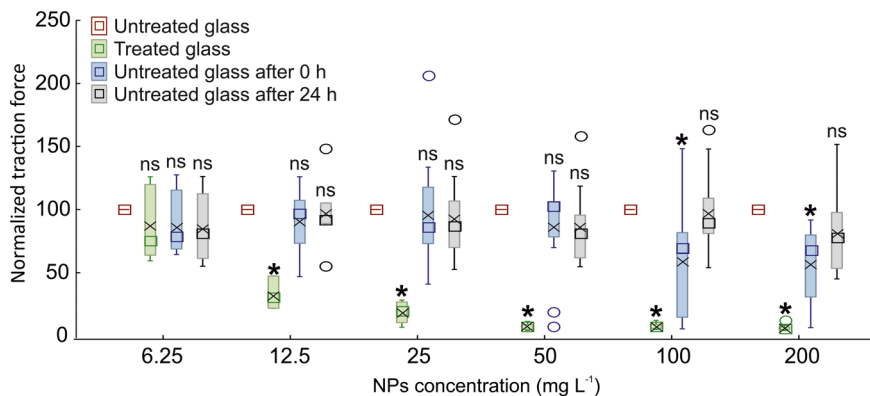 250
200
150
100
50
0
Normalized traction force
Untreated glass
Treated glass
Untreated glass after 0 h
Untreated glass after 24 h
ns ns ns
* ns ns
* ns ns
* ns ns
* * ns
* * ns
6.25 12.5 25 50 100 200
NPs concentration (mg L⁻¹)